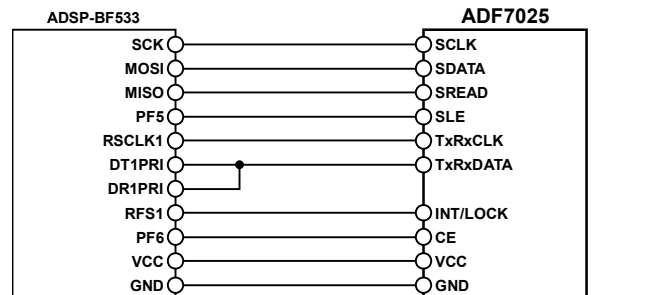 ADSP-BF533 ADF7025
SCK SCLK
MOSI SDATA
MISO SREAD
PF5 SLE
RSCLK1 TxRxCLK
DT1PRI TxRxDATA
DR1PRI
RFS1 INT/LOCK
PF6 CE
VCC VCC
GND GND